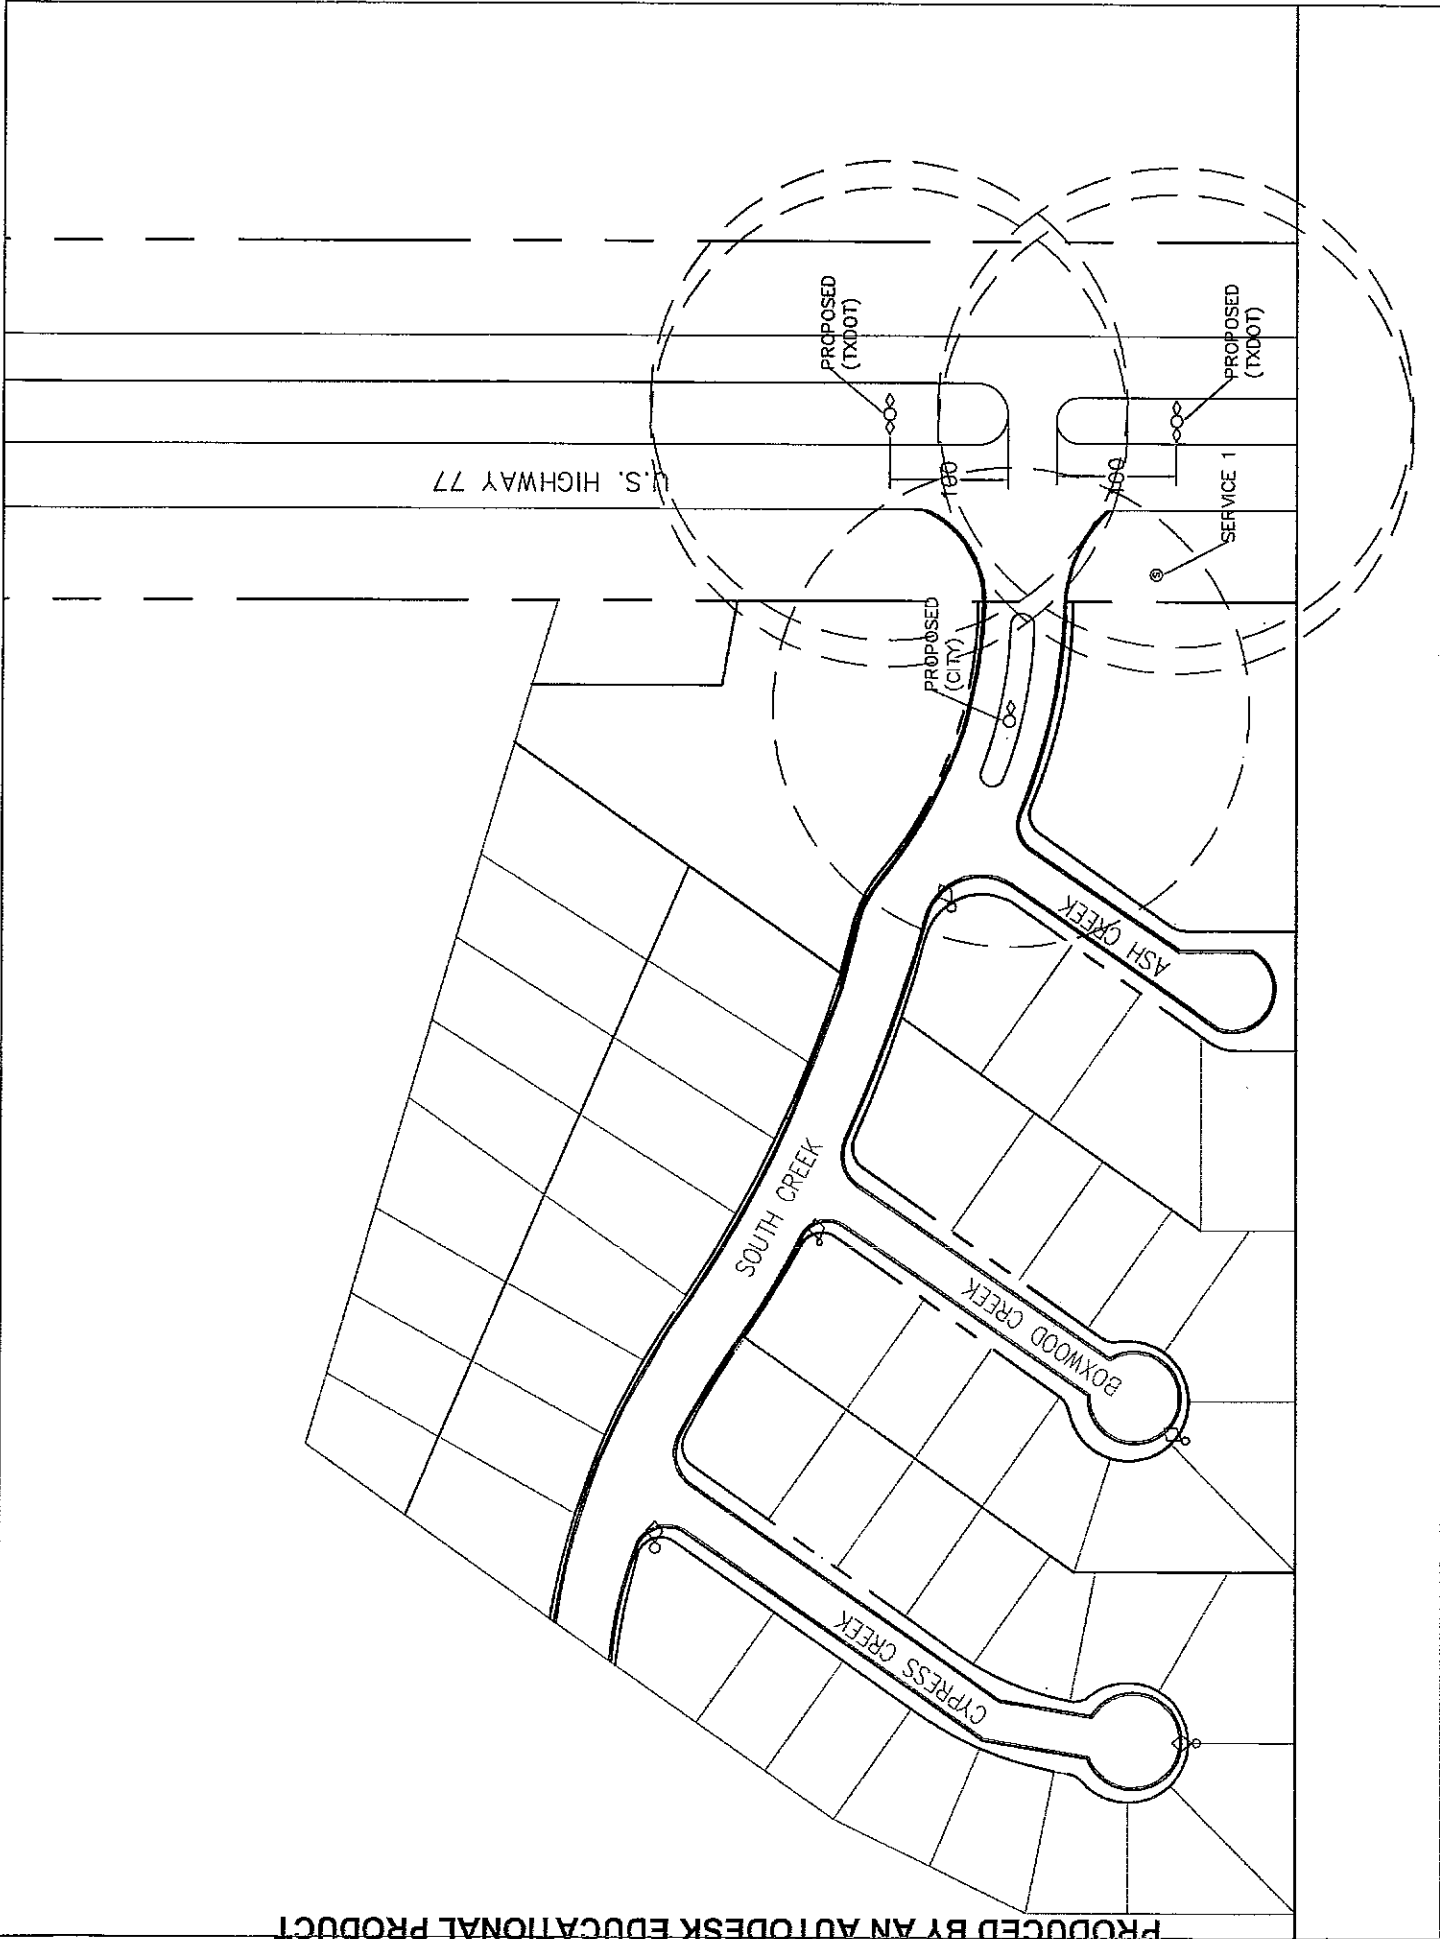 U.S. HIGHWAY 77
PROPOSED
(TXDOT)
PROPOSED
(TXDOT)
100
100
SERVICE 1
S
PROPOSED
(CITY)
ASH CREEK
SOUTH CREEK
BOXWOOD CREEK
CYPRESS CREEK
PRODUCED BY AN AUTODESK EDUCATIONAL PRODUCT